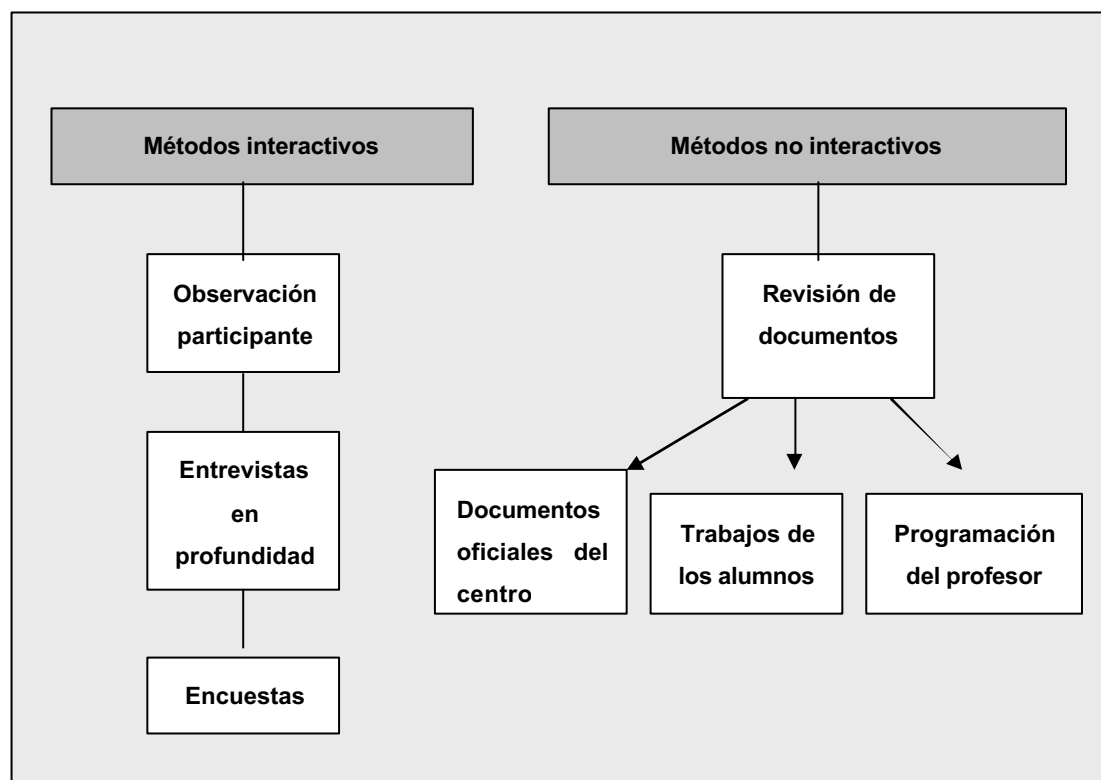 Métodos interactivos
Métodos no interactivos
Observación
participante
Revisión de
documentos
Entrevistas
en
profundidad
Documentos
oficiales del
centro
Trabajos de
los alumnos
Programación
del profesor
Encuestas